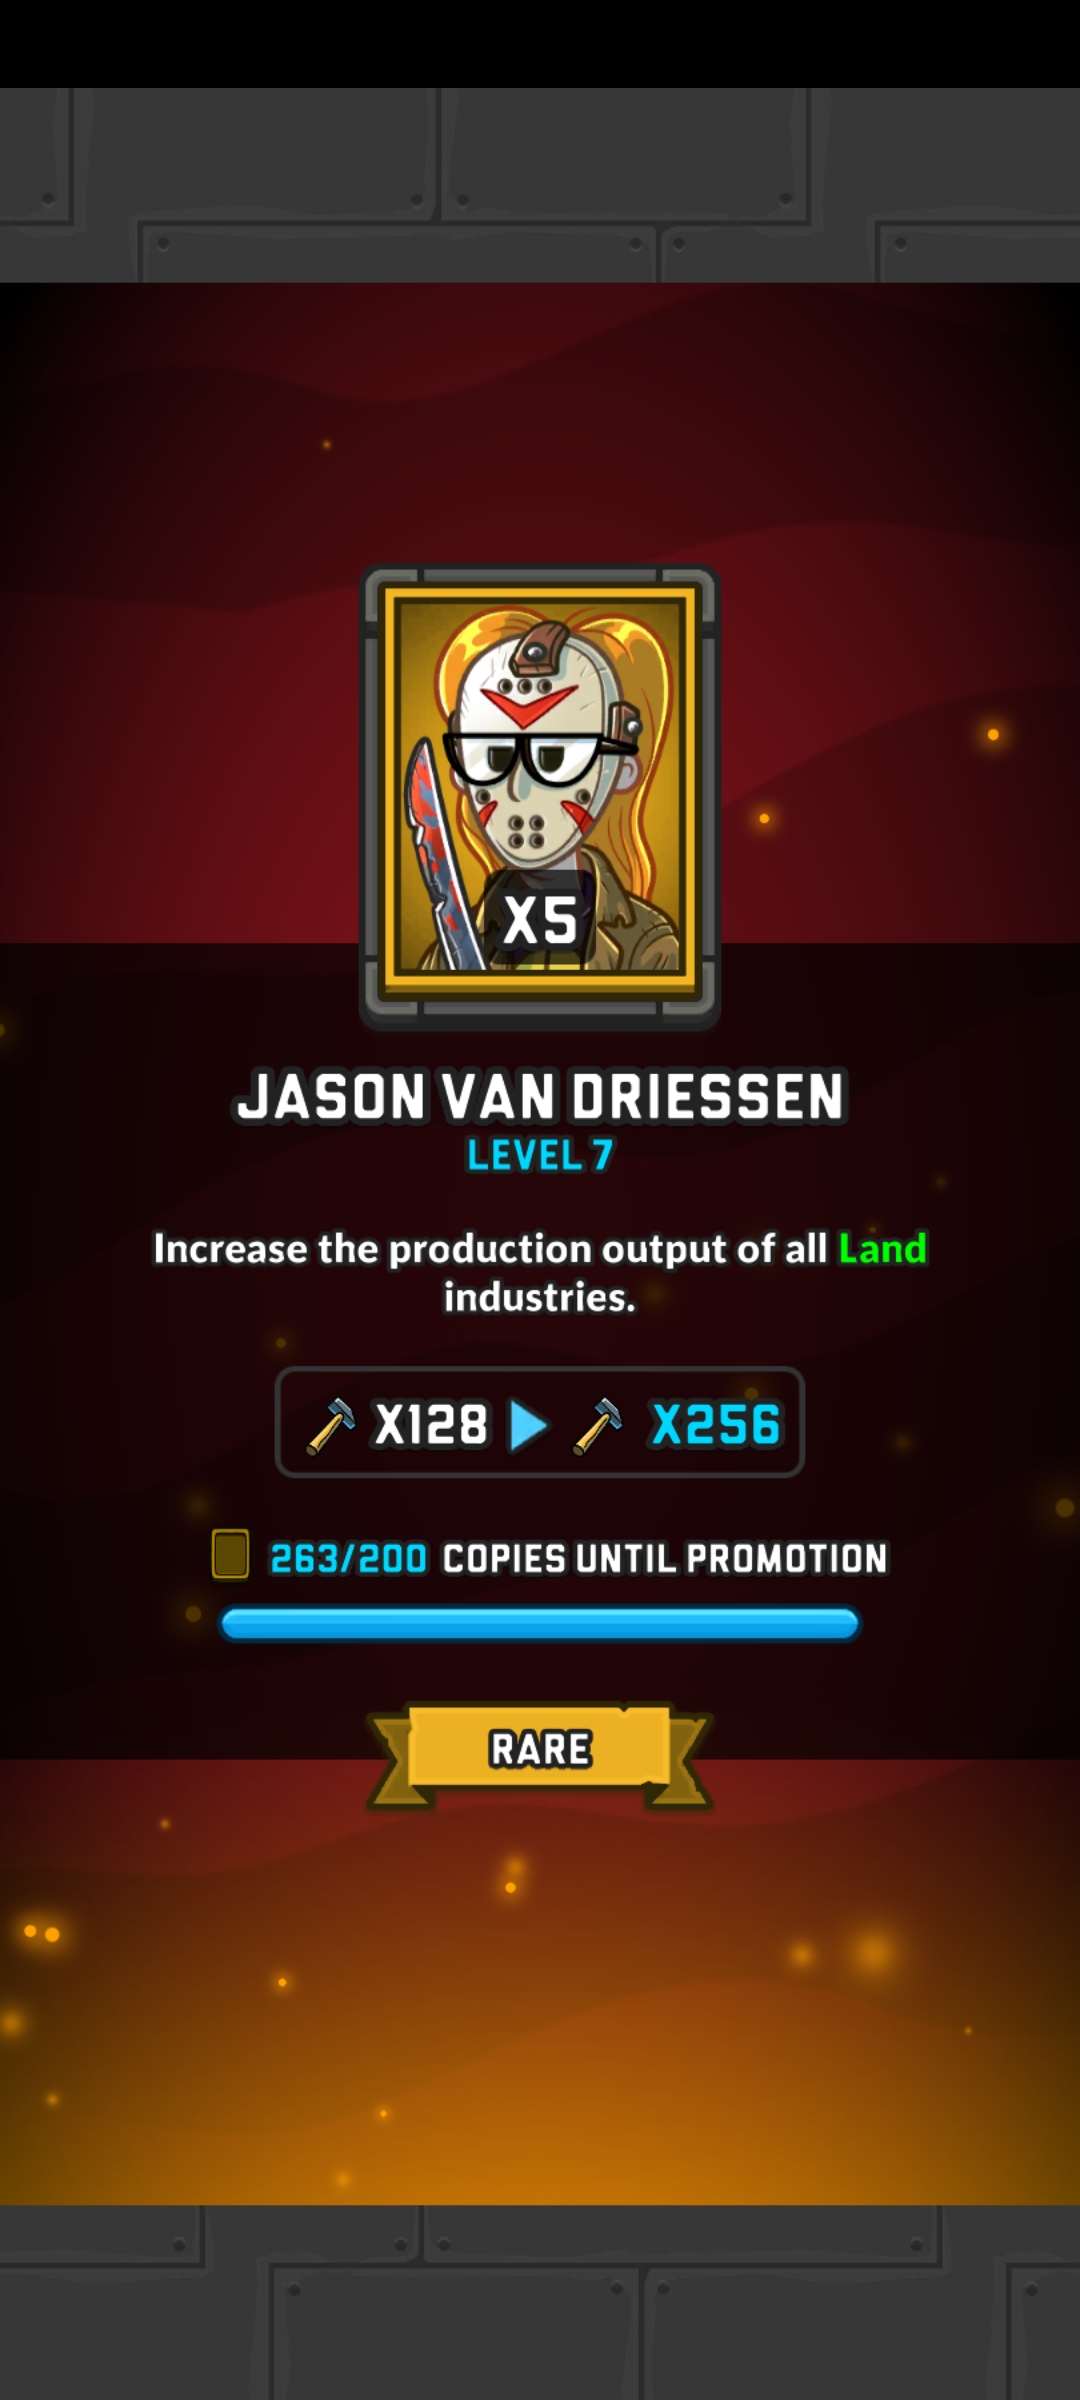 X5
JASON VAN DRIESSEN
LEVEL 7
Increase the production output of all Land
industries.
X128 X256
263/200 COPIES UNTIL PROMOTION
RARE